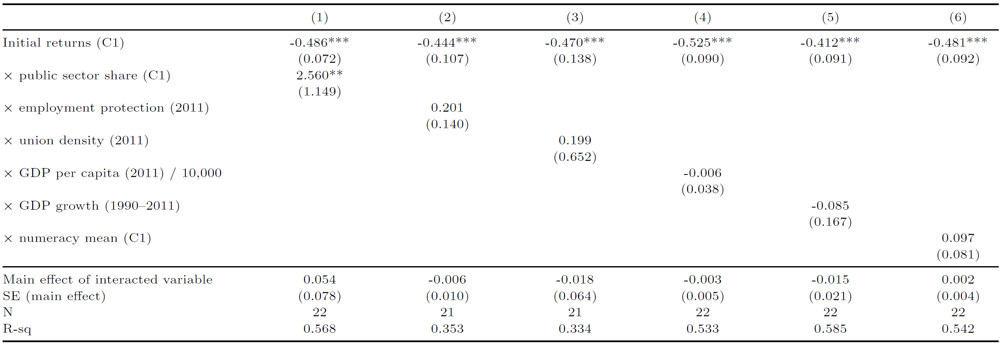 (1) (2) (3) (4) (5) (6)
Initial returns (C1) -0.486*** -0.444*** -0.470*** -0.525*** -0.412*** -0.481***
(0.072) (0.107) (0.138) (0.090) (0.091) (0.092)
× public sector share (C1) 2.560**
(1.149)
× employment protection (2011) 0.201
(0.140)
× union density (2011) 0.199
(0.652)
× GDP per capita (2011) / 10,000 -0.006
(0.038)
× GDP growth (1990–2011) -0.085
(0.167)
× numeracy mean (C1) 0.097
(0.081)
Main effect of interacted variable 0.054 -0.006 -0.018 -0.003 -0.015 0.002
SE (main effect) (0.078) (0.010) (0.064) (0.005) (0.021) (0.004)
N 22 21 21 22 22 22
R-sq 0.568 0.353 0.334 0.533 0.585 0.542